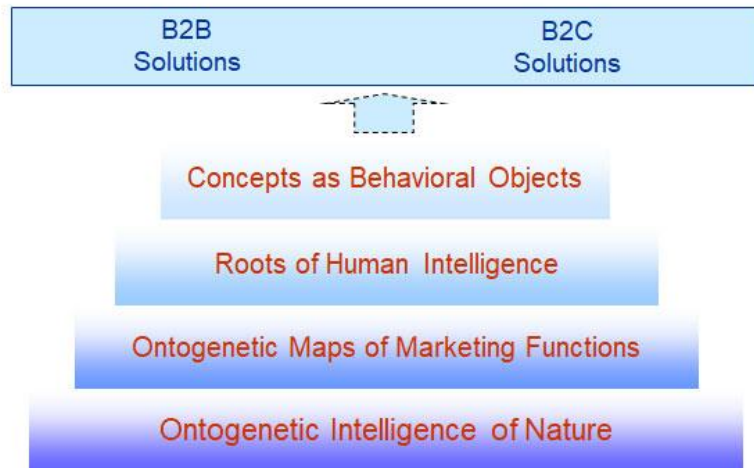 B2B B2C
Solutions Solutions
Concepts as Behavioral Objects
Roots of Human Intelligence
Ontogenetic Maps of Marketing Functions
Ontogenetic Intelligence of Nature